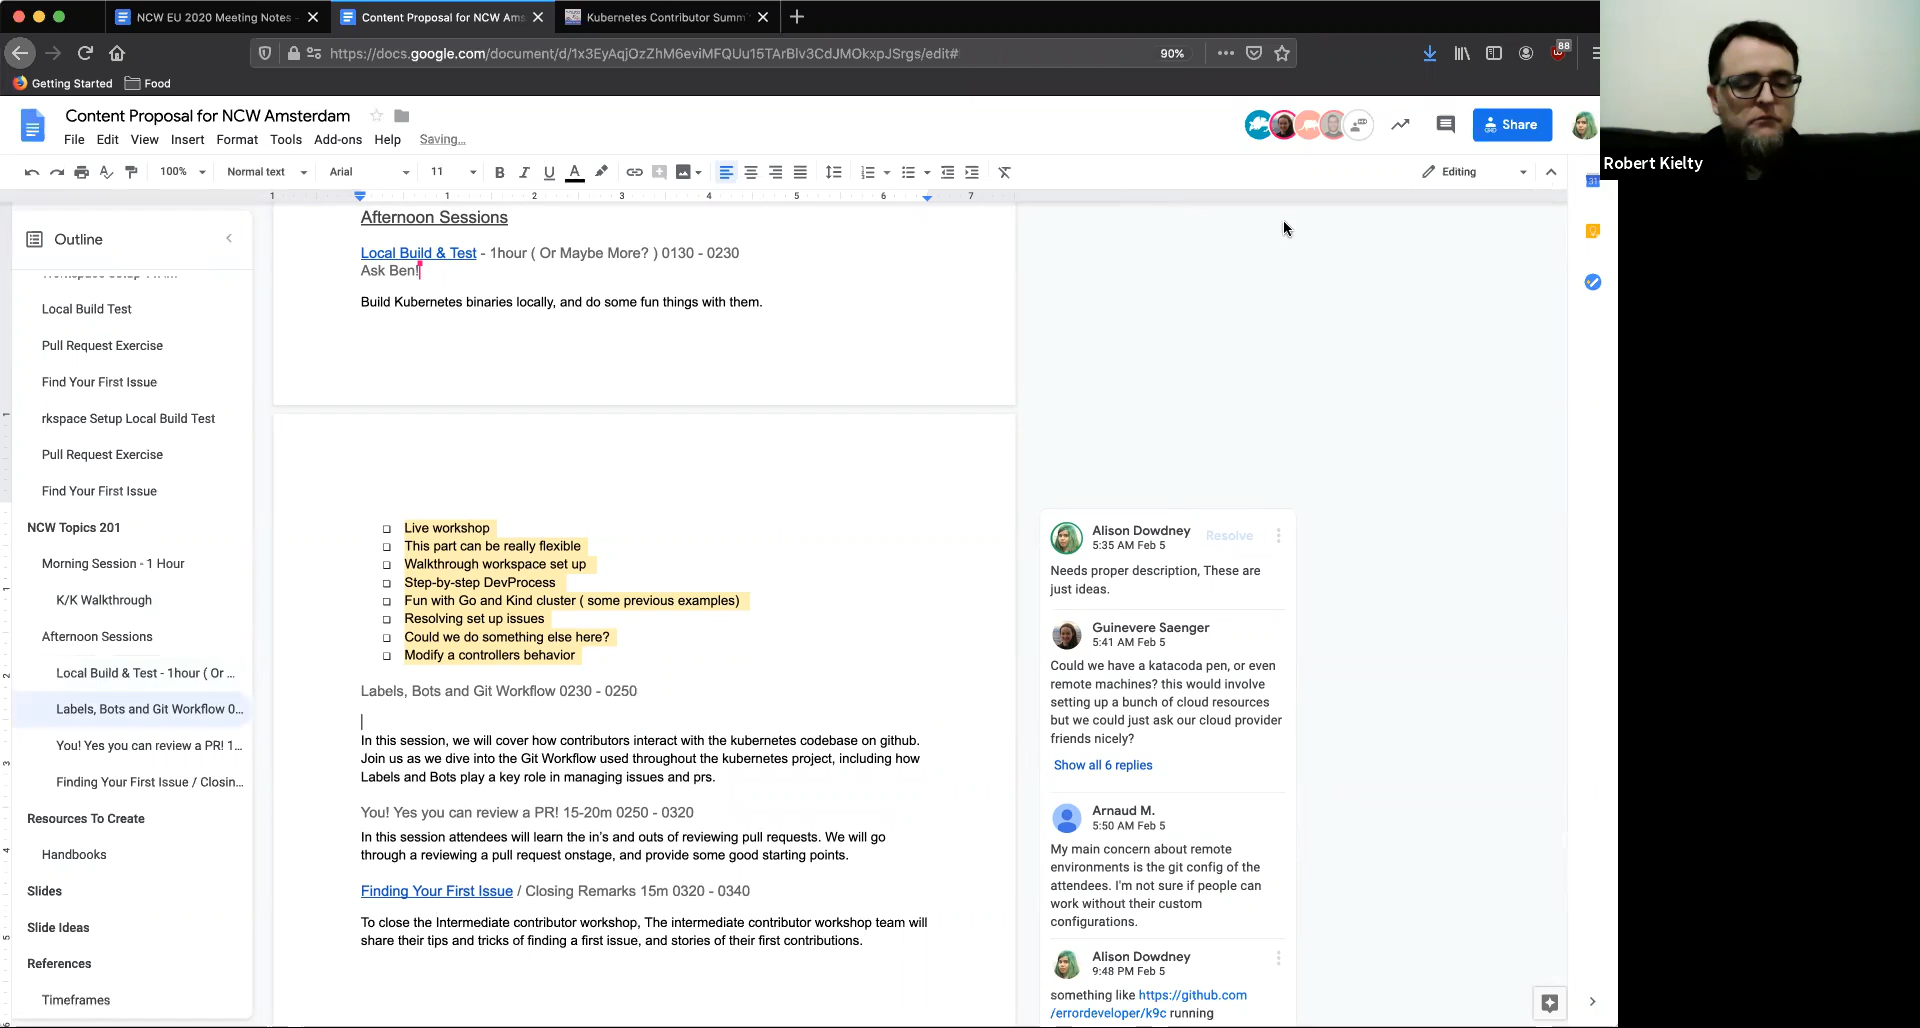 NCW EU 2020 Meeting Notes -
Content Proposal for NCW Ams
Kubernetes Contributor Summ
https://docs.google.com/document/d/1x3EyAqjOzZhM6eviMFQUu15TArBlv3CdJMOkxpJSrgs/edit#
90%
88
Getting Started
Food
Content Proposal for NCW Amsterdam
File Edit View Insert Format Tools Add-ons Help Saving...
Share
Robert Kielty
100% Normal text Arial 11 Editing
1 1 2 3 4 5 6 7
Outline
Local Build Test
Pull Request Exercise
Find Your First Issue
rkspace Setup Local Build Test
Pull Request Exercise
Find Your First Issue
NCW Topics 201
Morning Session - 1 Hour
K/K Walkthrough
Afternoon Sessions
Local Build & Test - 1hour ( Or ...
Labels, Bots and Git Workflow 0...
You! Yes you can review a PR! 1...
Finding Your First Issue / Closin...
Resources To Create
Handbooks
Slides
Slide Ideas
References
Timeframes
Afternoon Sessions
Local Build & Test - 1hour ( Or Maybe More? ) 0130 - 0230
Ask Ben!
Build Kubernetes binaries locally, and do some fun things with them.
Live workshop
This part can be really flexible
Walkthrough workspace set up
Step-by-step DevProcess
Fun with Go and Kind cluster ( some previous examples)
Resolving set up issues
Could we do something else here?
Modify a controllers behavior
Labels, Bots and Git Workflow 0230 - 0250
In this session, we will cover how contributors interact with the kubernetes codebase on github.
Join us as we dive into the Git Workflow used throughout the kubernetes project, including how
Labels and Bots play a key role in managing issues and prs.
You! Yes you can review a PR! 15-20m 0250 - 0320
In this session attendees will learn the in's and outs of reviewing pull requests. We will go
through a reviewing a pull request onstage, and provide some good starting points.
Finding Your First Issue / Closing Remarks 15m 0320 - 0340
To close the Intermediate contributor workshop, The intermediate contributor workshop team will
share their tips and tricks of finding a first issue, and stories of their first contributions.
Alison Dowdney
5:35 AM Feb 5
Resolve
Needs proper description, These are
just ideas.
Guinevere Saenger
5:41 AM Feb 5
Could we have a katacoda pen, or even
remote machines? this would involve
setting up a bunch of cloud resources
but we could just ask our cloud provider
friends nicely?
Show all 6 replies
Arnaud M.
5:50 AM Feb 5
My main concern about remote
environments is the git config of the
attendees. I'm not sure if people can
work without their custom
configurations.
Alison Dowdney
9:48 PM Feb 5
something like https://github.com
/errordeveloper/k9c running